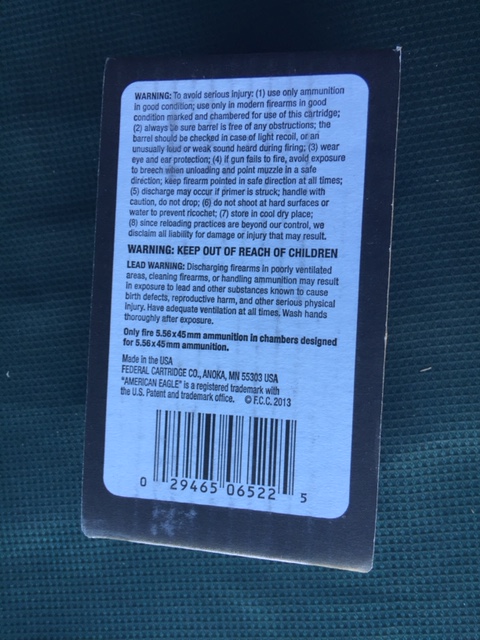 WARNING: To avoid serious injury: (1) use only ammunition
in good condition; use only in modern firearms in good
condition marked and chambered for use of this cartridge;
(2) always be sure barrel is free of any obstructions; the
barrel should be checked in case of light recoil, or an
unusually loud or weak sound heard during firing; (3) wear
eye and ear protection; (4) if gun fails to fire, avoid exposure
to breech when unloading and point muzzle in a safe
direction; keep firearm pointed in safe direction at all times;
(5) discharge may occur if primer is struck; handle with
caution, do not drop; (6) do not shoot at hard surfaces or
water to prevent ricochet; (7) store in cool dry place;
(8) since reloading practices are beyond our control, we
disclaim all liability for damage or injury that may result.
WARNING: KEEP OUT OF REACH OF CHILDREN
LEAD WARNING: Discharging firearms in poorly ventilated
areas, cleaning firearms, or handling ammunition may result
in exposure to lead and other substances known to cause
birth defects, reproductive harm, and other serious physical
injury. Have adequate ventilation at all times. Wash hands
thoroughly after exposure.
Only fire 5.56x45mm ammunition in chambers designed
for 5.56x45mm ammunition.
Made in the USA
FEDERAL CARTRIDGE CO., ANOKA, MN 55303 USA
"AMERICAN EAGLE" is a registered trademark with
the U.S. Patent and trademark office. © F.C.C. 2013
0 29465 06522 5